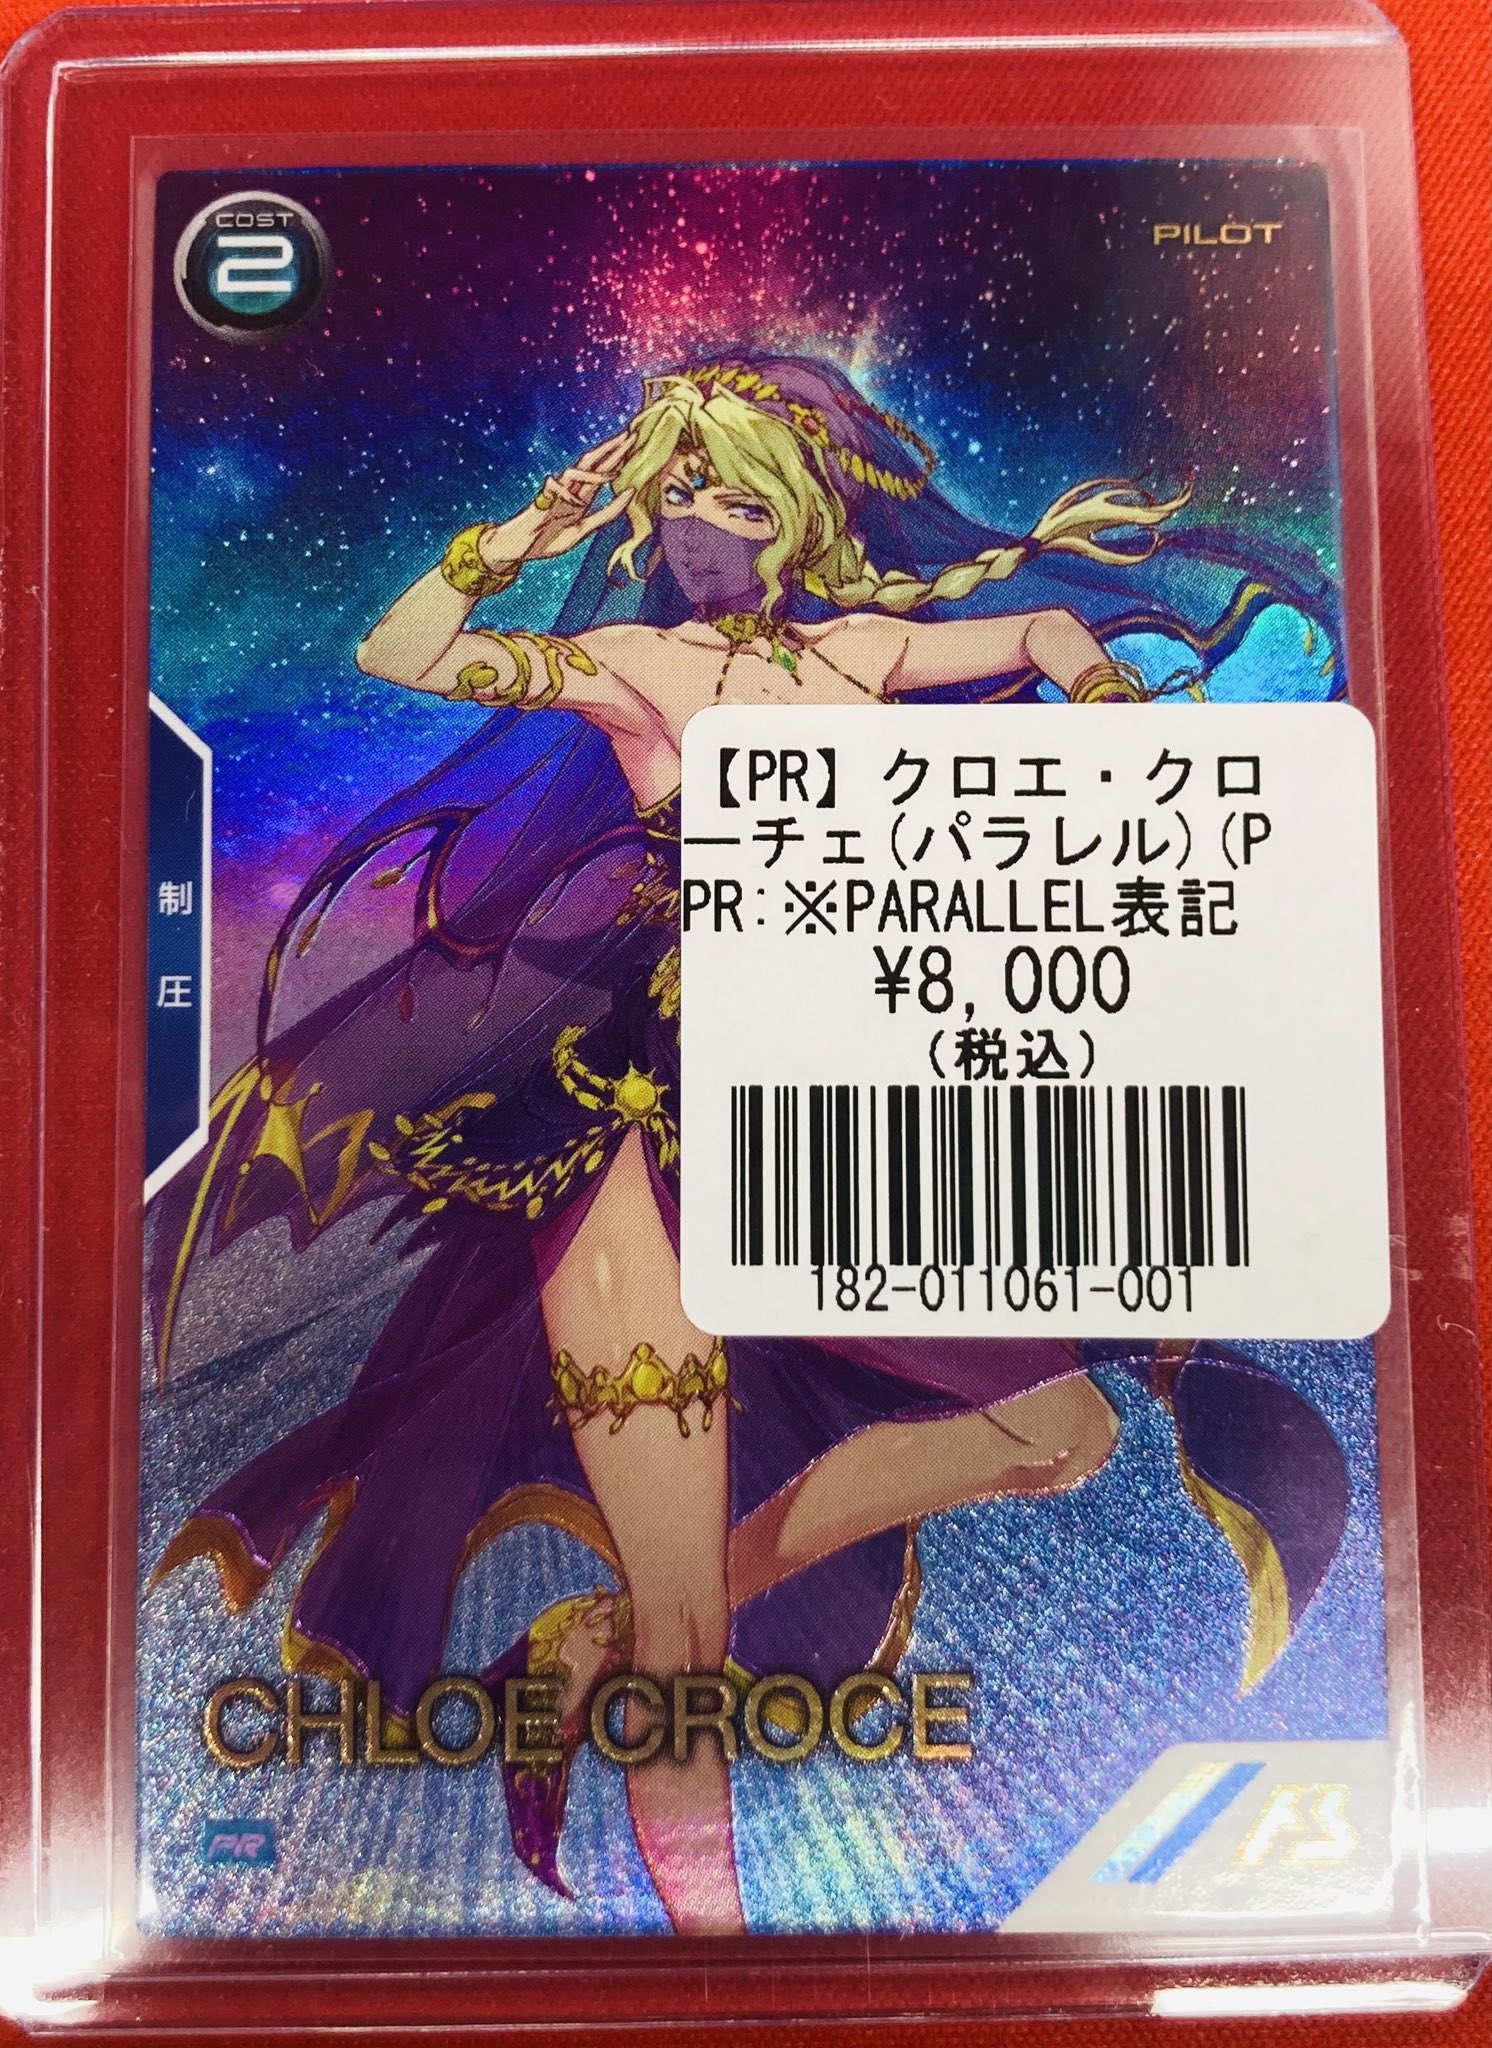 COST
2
PILOT
制圧
【PR】クロエ・クロ
ーチェ(パラレル)(P
PR:※PARALLEL表記
¥8,000
(税込)
182-011061-001
CHLOE CROCE
PR
AS